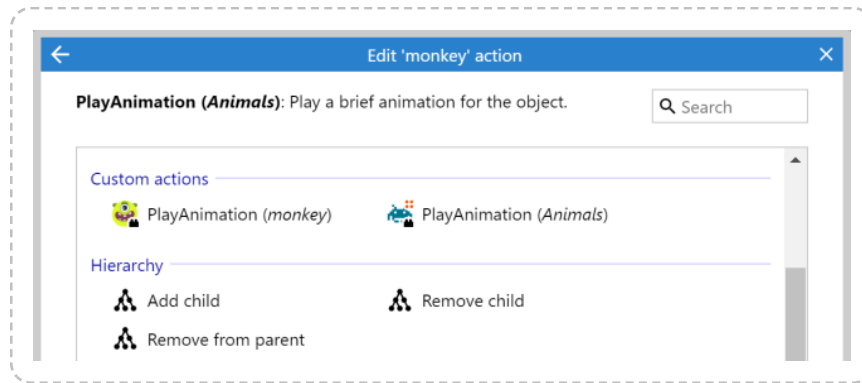 Edit 'monkey' action
PlayAnimation (Animals): Play a brief animation for the object.
Search
Custom actions
PlayAnimation (monkey) PlayAnimation (Animals)
Hierarchy
Add child Remove child
Remove from parent